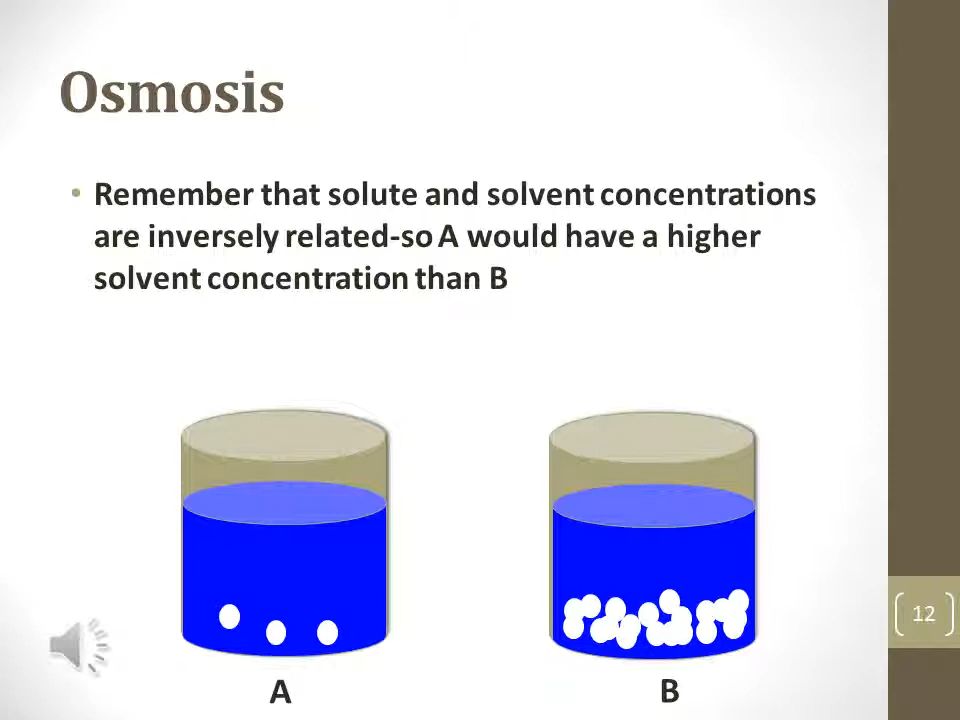 Osmosis
• Remember that solute and solvent concentrations
are inversely related-so A would have a higher
solvent concentration than B
12
A
B